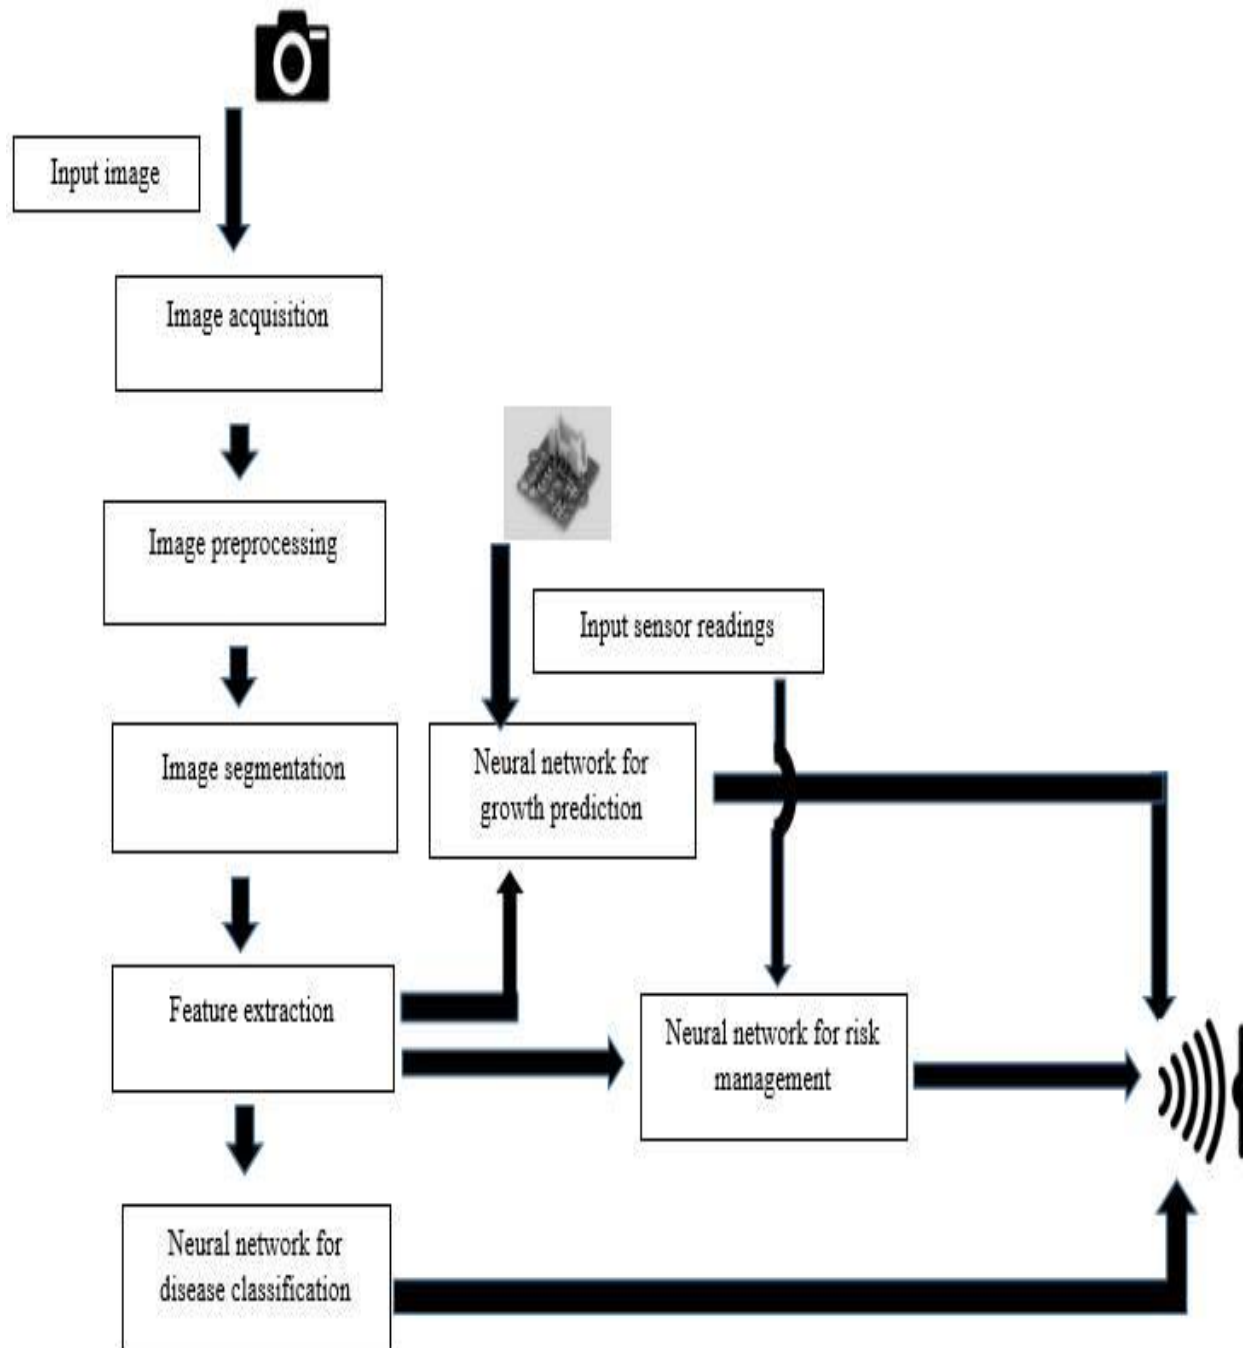 Input image
Image acquisition
Image preprocessing
Input sensor readings
Image segmentation
Neural network for
growth prediction
Feature extraction
Neural network for risk
management
Neural network for
disease classification